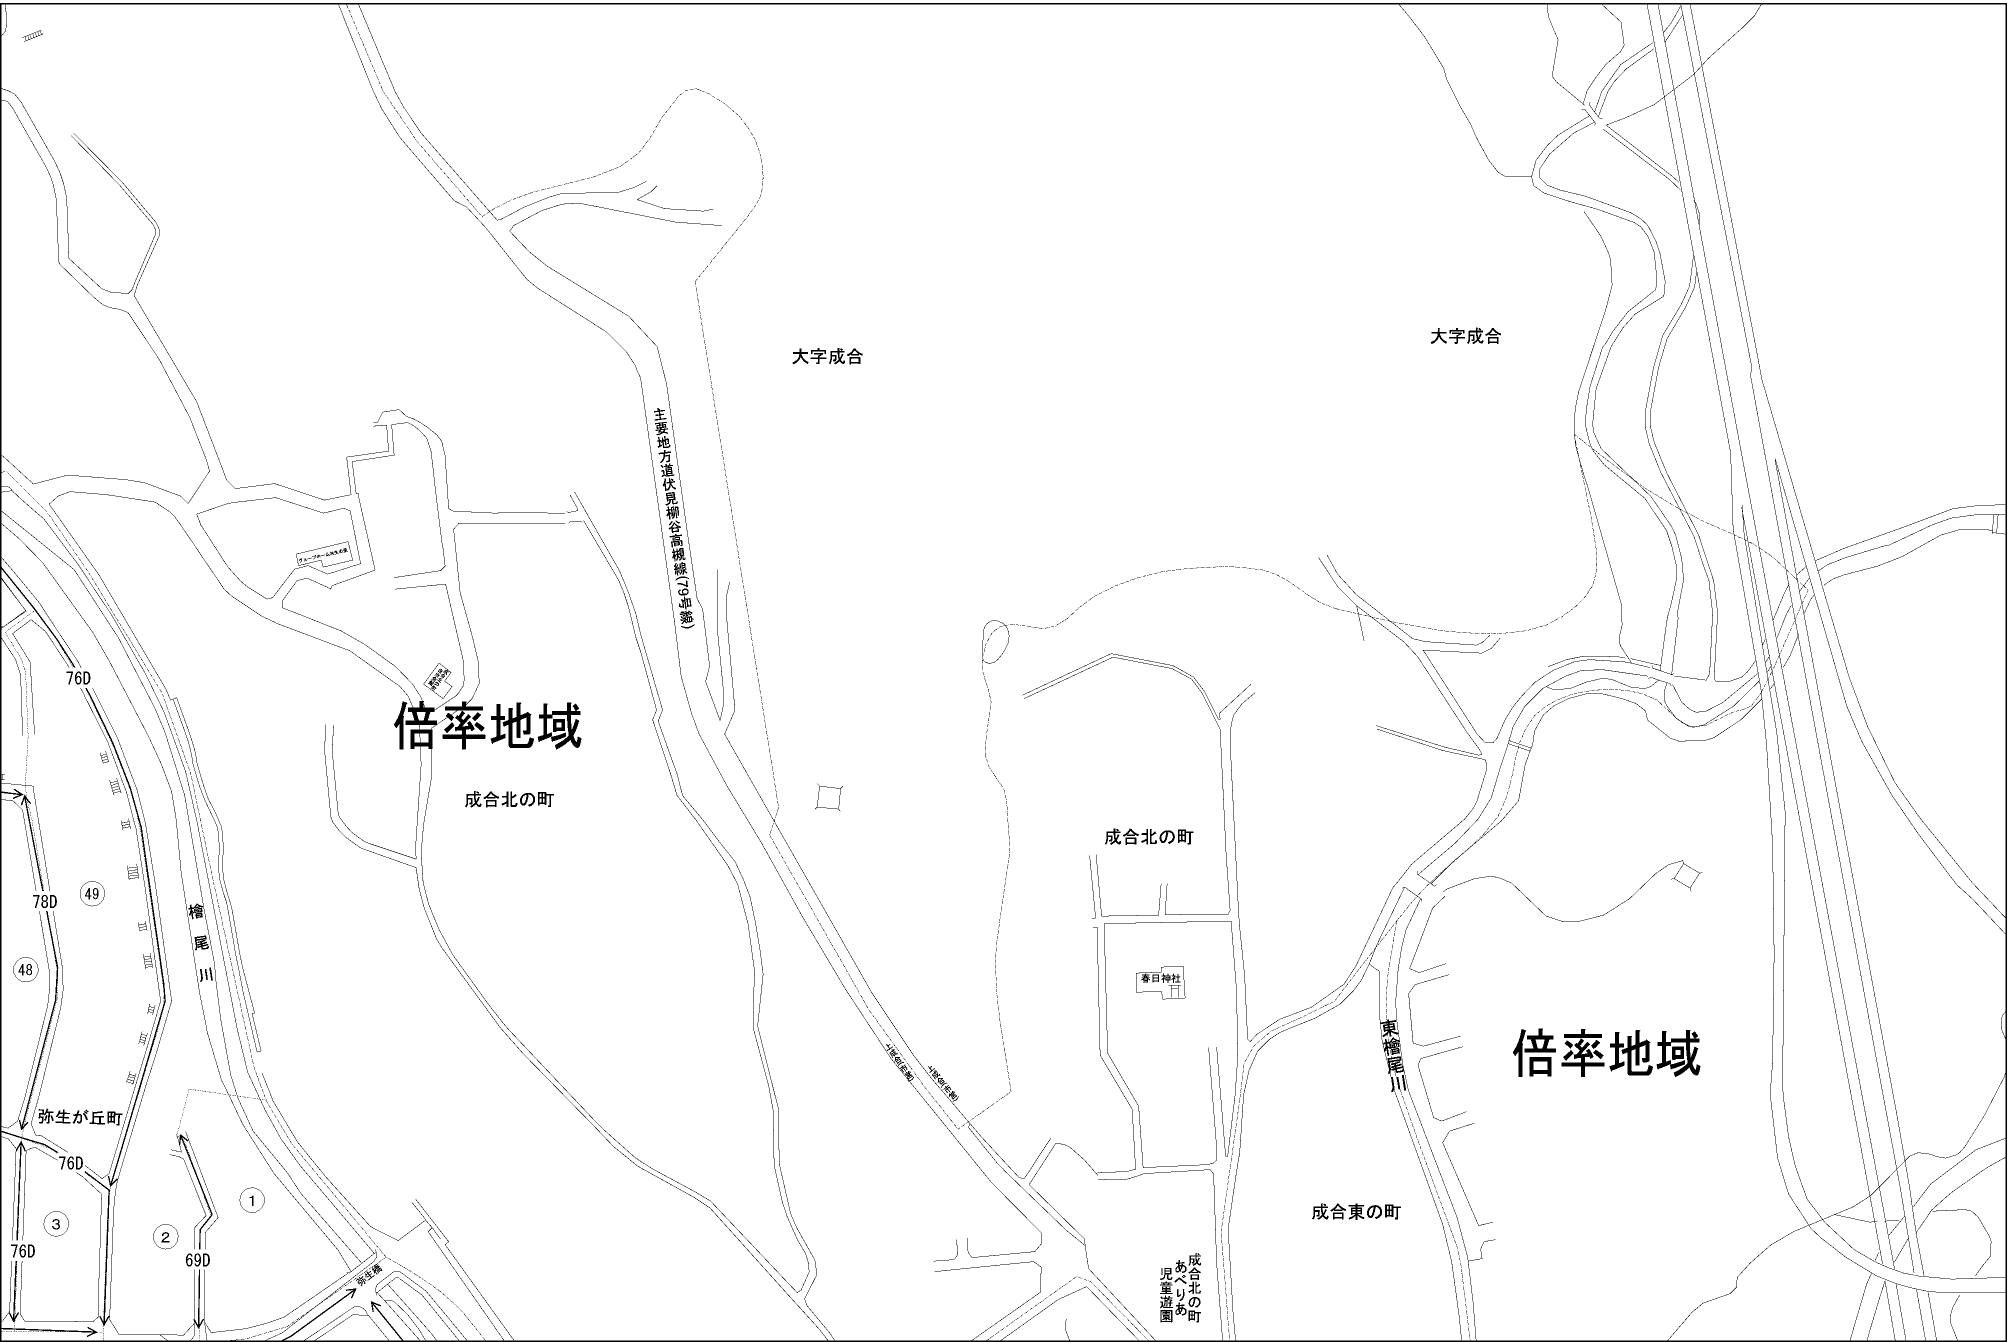 大字成合
大字成合
主要地方道伏見柳谷高槻線(79号線)
76D
倍率地域
成合北の町
成合北の町
78D
49
檜尾川
48
春日神社
東檜尾川
倍率地域
弥生が丘町
76D
1
3
2
成合東の町
76D
69D
弥生橋
成合北の町
あべりあ
児童遊園